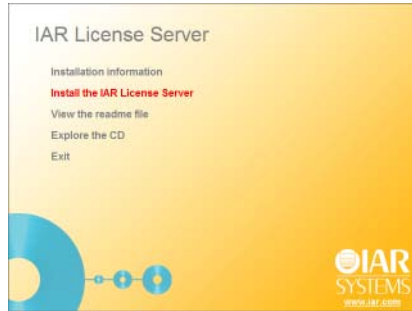 IAR License Server
Installation information
Install the IAR License Server
View the readme file
Explore the CD
Exit
IAR
SYSTEMS
www.iar.com